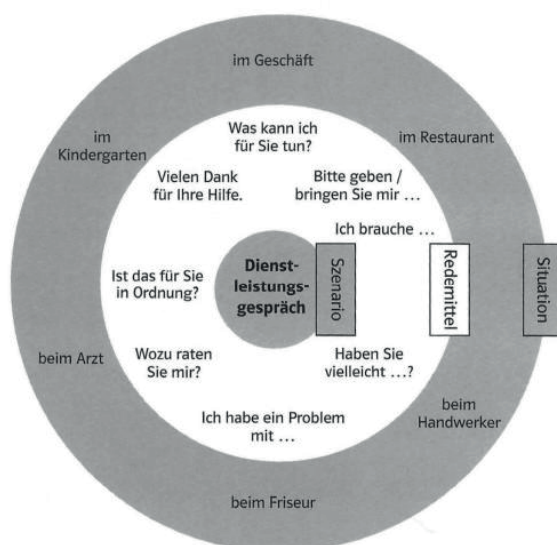 im Geschäft
im
Kindergarten
im Restaurant
Was kann ich
für Sie tun?
Vielen Dank
für Ihre Hilfe.
Bitte geben /
bringen Sie mir ...
Ich brauche ...
Dienst-
leistungs-
gespräch
Szenario
Redemittel
Situation
Ist das für Sie
in Ordnung?
beim Arzt
Wozu raten
Sie mir?
Haben Sie
vielleicht ...?
beim
Handwerker
Ich habe ein Problem
mit ...
beim Friseur